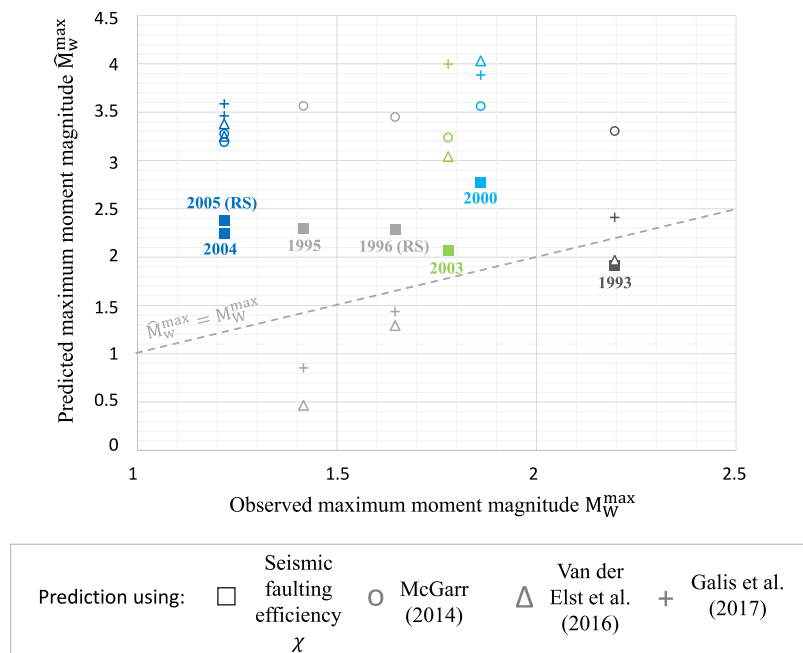 4.5
4
3.5
3
2.5
2
1.5
1
0.5
0
Predicted maximum moment magnitude M̂_W^max
2005 (RS)
2004
1995
1996 (RS)
2003
2000
1993
M̂_W^max = M_W^max
1
1.5
2
2.5
Observed maximum moment magnitude M_W^max
Prediction using:
Seismic
faulting
efficiency
χ
McGarr
(2014)
Van der
Elst et al.
(2016)
Galis et al.
(2017)